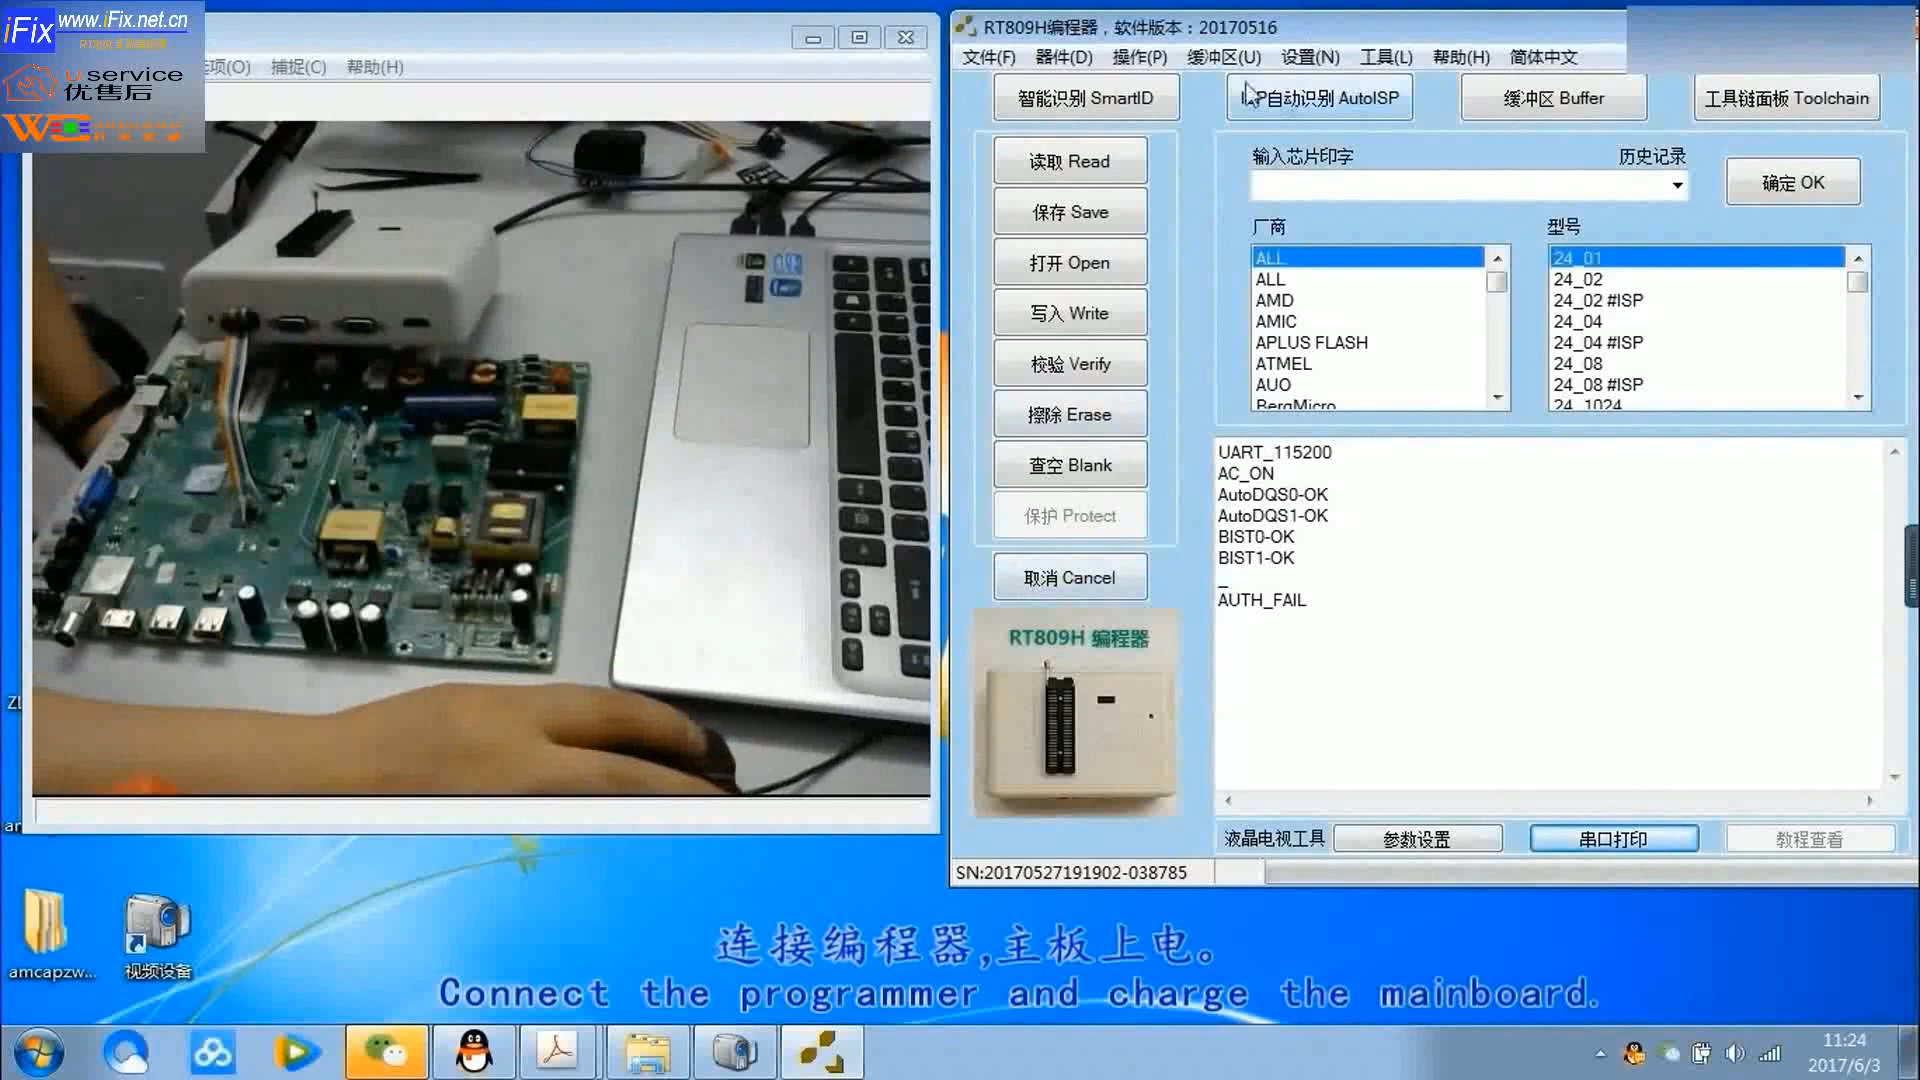 iFix www.iFix.net.cn
u service
优售后
项(O) 捕捉(C) 帮助(H)
RT809H编程器，软件版本：20170516
文件(F) 器件(D) 操作(P) 缓冲区(U) 设置(N) 工具(L) 帮助(H) 简体中文
智能识别 SmartID
自动识别 AutoISP
缓冲区 Buffer
工具链面板 Toolchain
读取 Read
保存 Save
打开 Open
写入 Write
校验 Verify
擦除 Erase
查空 Blank
保护 Protect
取消 Cancel
RT809H 编程器
输入芯片印字
历史记录
确定 OK
厂商
ALL
ALL
AMD
AMIC
APLUS FLASH
ATMEL
AUO
BergMicro
型号
24_01
24_02
24_02 #ISP
24_04
24_04 #ISP
24_08
24_08 #ISP
24_1024
UART_115200
AC_ON
AutoDQS0-OK
AutoDQS1-OK
BIST0-OK
BIST1-OK
_
AUTH_FAIL
液晶电视工具 参数设置 串口打印 教程查看
SN:20170527191902-038785
amcapzw...
视频设备
连接编程器,主板上电。
Connect the programmer and charge the mainboard.
11:24
2017/6/3